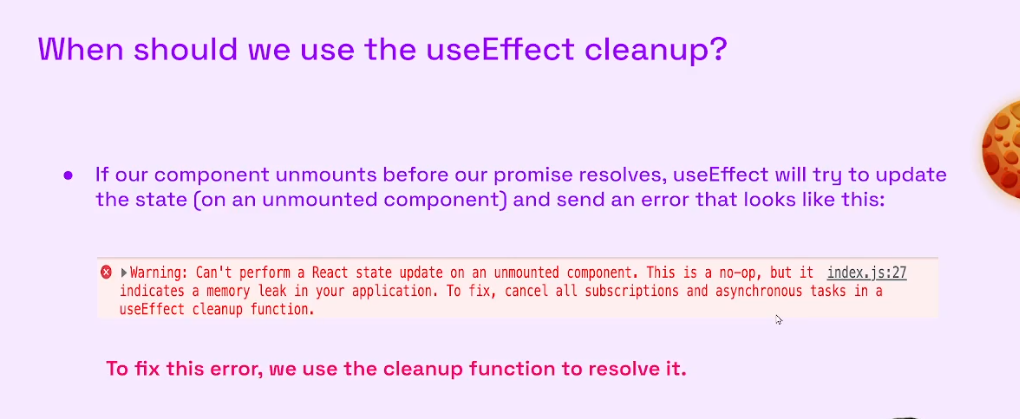 When should we use the useEffect cleanup?
● If our component unmounts before our promise resolves, useEffect will try to update
the state (on an unmounted component) and send an error that looks like this:
Warning: Can't perform a React state update on an unmounted component. This is a no-op, but it index.js:27
indicates a memory leak in your application. To fix, cancel all subscriptions and asynchronous tasks in a
useEffect cleanup function.
To fix this error, we use the cleanup function to resolve it.